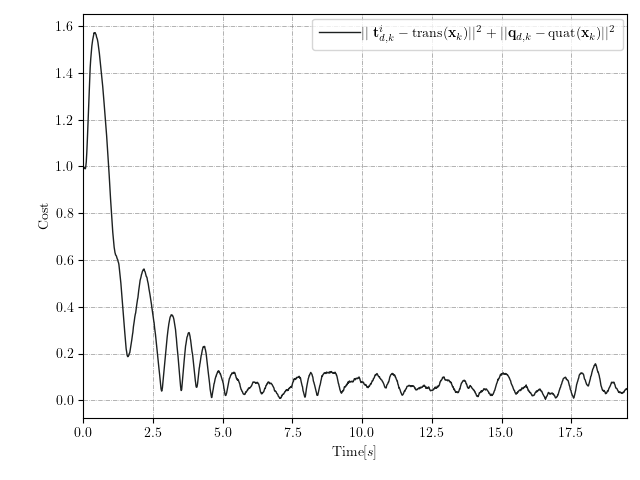 || t^i_{d,k} − trans(x_k)||² + ||q_{d,k} − quat(x_k)||²
1.6
1.4
1.2
1.0
0.8
0.6
0.4
0.2
0.0
Cost
0.0 2.5 5.0 7.5 10.0 12.5 15.0 17.5
Time[s]